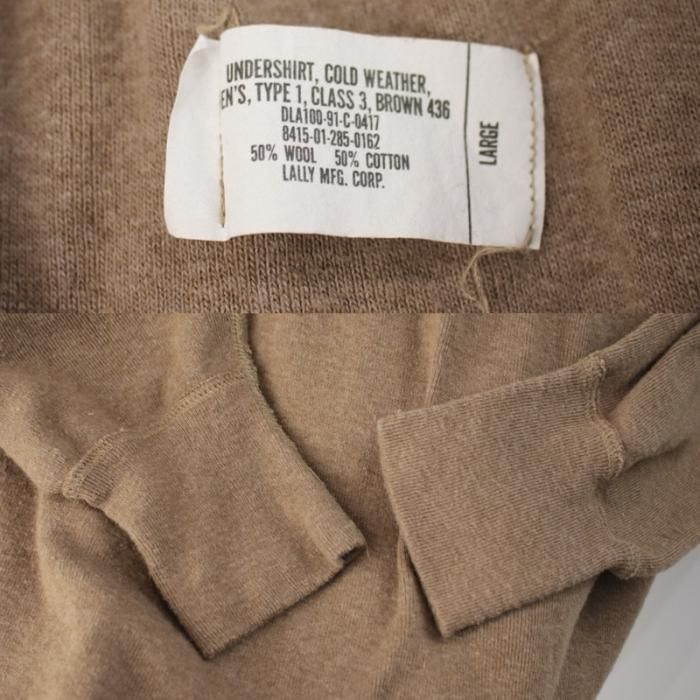 UNDERSHIRT, COLD WEATHER,
EN'S, TYPE 1, CLASS 3, BROWN 436
DLA100-91-C-0417
8415-01-285-0162
50% WOOL 50% COTTON
LALLY MFG. CORP.
LARGE